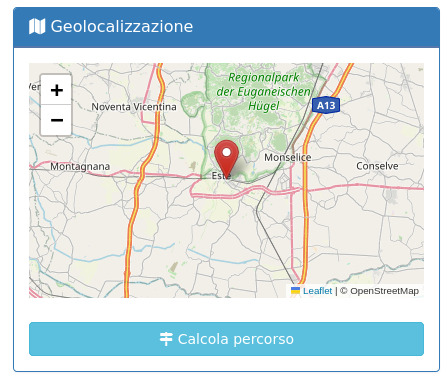 Geolocalizzazione
+
−
Regionalpark
der Euganeischen
Hügel
A13
Noventa Vicentina
Montagnana
Este
Monselice
Conselve
Leaflet | © OpenStreetMap
Calcola percorso